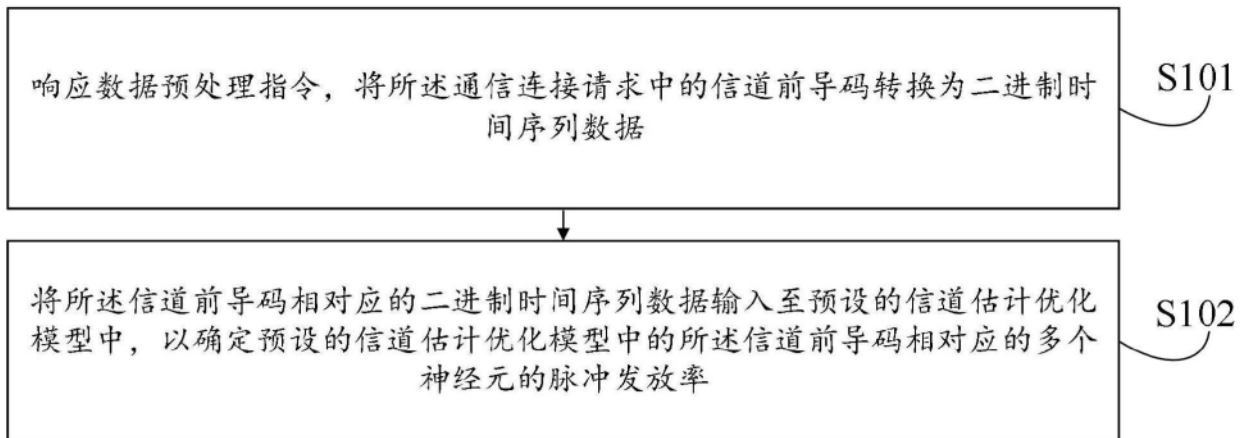 响应数据预处理指令，将所述通信连接请求中的信道前导码转换为二进制时
间序列数据
S101
将所述信道前导码相对应的二进制时间序列数据输入至预设的信道估计优化
模型中，以确定预设的信道估计优化模型中的所述信道前导码相对应的多个
神经元的脉冲发放率
S102